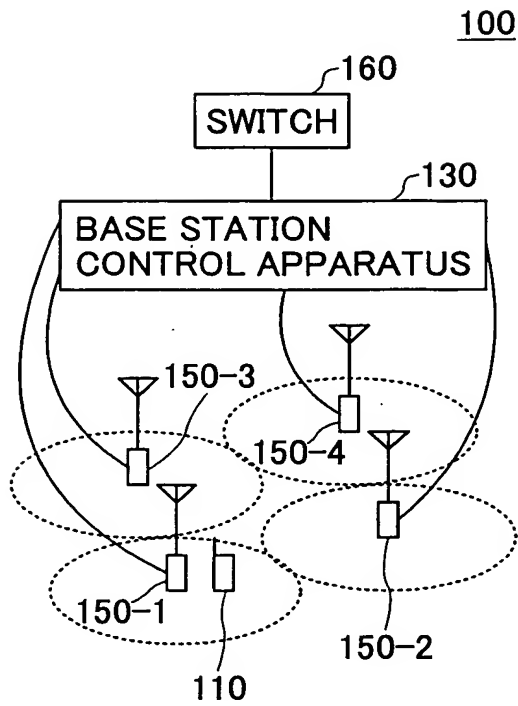 100
160
SWITCH
130
BASE STATION
CONTROL APPARATUS
150-3
150-4
150-1
150-2
110